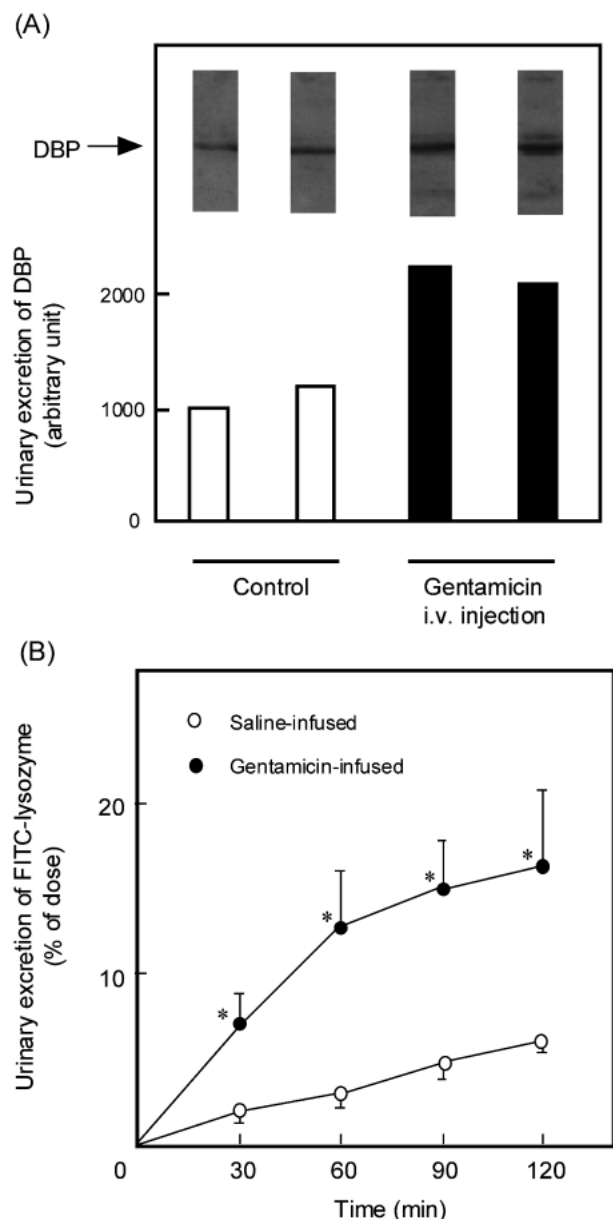 (A)
DBP
Urinary excretion of DBP
(arbitrary unit)
2000
1000
0
Control
Gentamicin
i.v. injection
(B)
Urinary excretion of FITC-lysozyme
(% of dose)
Saline-infused
Gentamicin-infused
20
10
* * * *
0 30 60 90 120
Time (min)